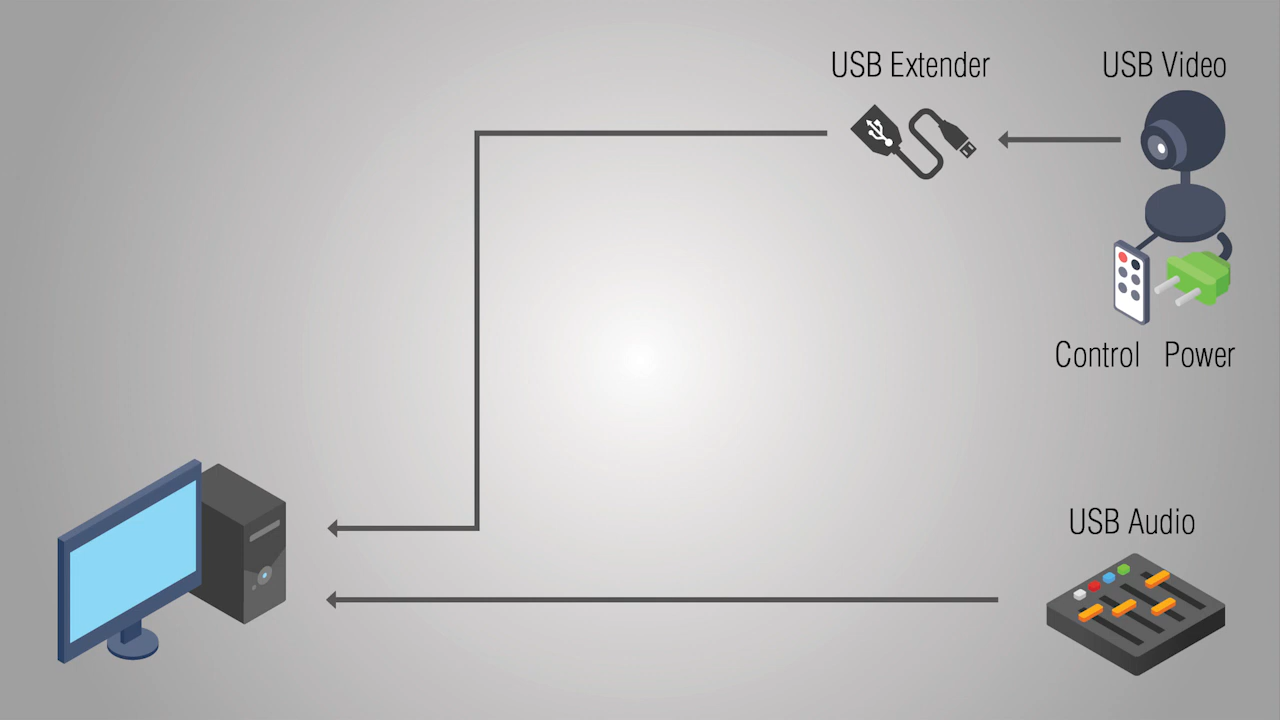 USB Extender
USB Video
Control
Power
USB Audio